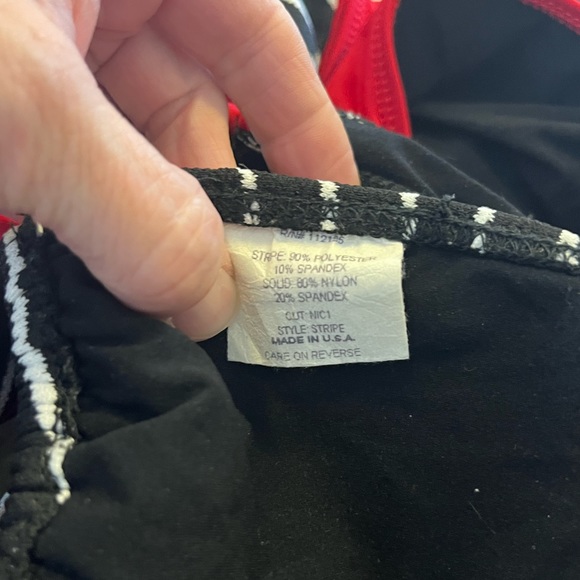 STRIPE: 90% POLYESTER
10% SPANDEX
SOLID: 80% NYLON
20% SPANDEX
CUT: NIC1
STYLE: STRIPE
MADE IN U.S.A.
CARE ON REVERSE